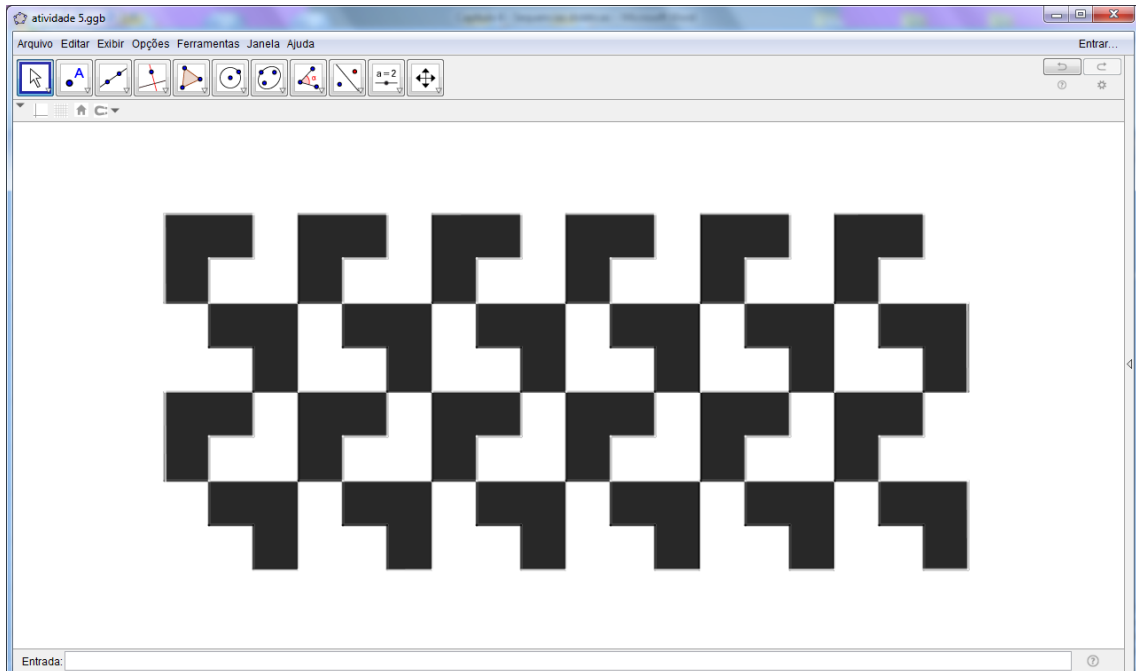 atividade 5.ggb
Arquivo Editar Exibir Opções Ferramentas Janela Ajuda
Entrar...
A
α
a=2
Entrada: